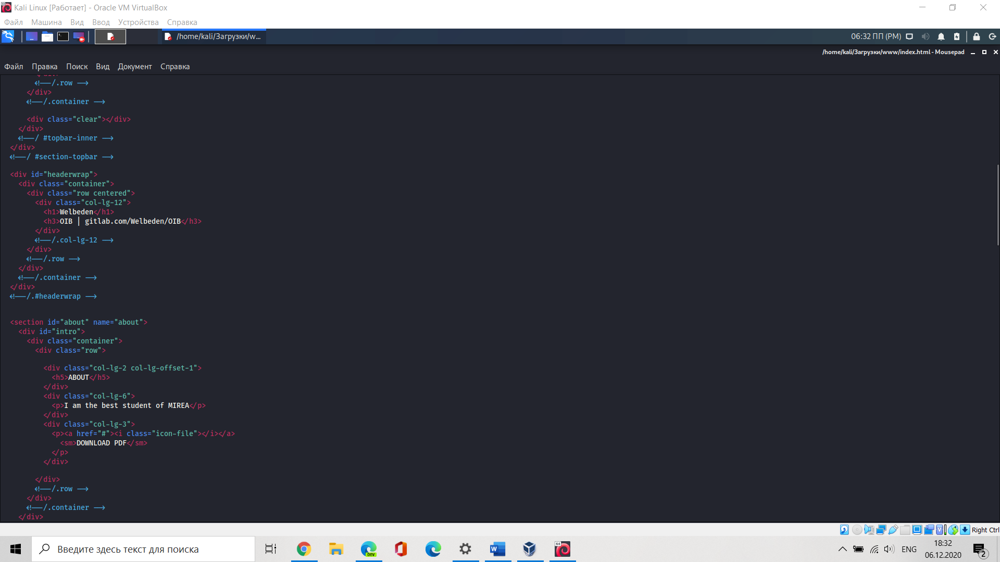 Kali Linux [Работает] - Oracle VM VirtualBox
Файл Машина Вид Ввод Устройства Справка
/home/kali/Загрузки/w...
06:32 ПП (PM)
/home/kali/Загрузки/www/index.html - Mousepad
Файл Правка Поиск Вид Документ Справка
</div>
<!--/.row -->
</div>
<!--/.container -->
<div class="clear"></div>
</div>
<!--/ #topbar-inner -->
</div>
<!--/ #section-topbar -->
<div id="headerwrap">
<div class="container">
<div class="row centered">
<div class="col-lg-12">
<h1>Welbeden</h1>
<h3>OIB | gitlab.com/Welbeden/OIB</h3>
</div>
<!--/.col-lg-12 -->
</div>
<!--/.row -->
</div>
<!--/.container -->
</div>
<!--/.#headerwrap -->
<section id="about" name="about">
<div id="intro">
<div class="container">
<div class="row">
<div class="col-lg-2 col-lg-offset-1">
<h5>ABOUT</h5>
</div>
<div class="col-lg-6">
<p>I am the best student of MIREA</p>
</div>
<div class="col-lg-3">
<p><a href="#"><i class="icon-file"></i></a>
<sm>DOWNLOAD PDF</sm>
</p>
</div>
</div>
<!--/.row -->
</div>
<!--/.container -->
</div>
Right Ctrl
Введите здесь текст для поиска
DEV
64
ENG
18:32
06.12.2020
2